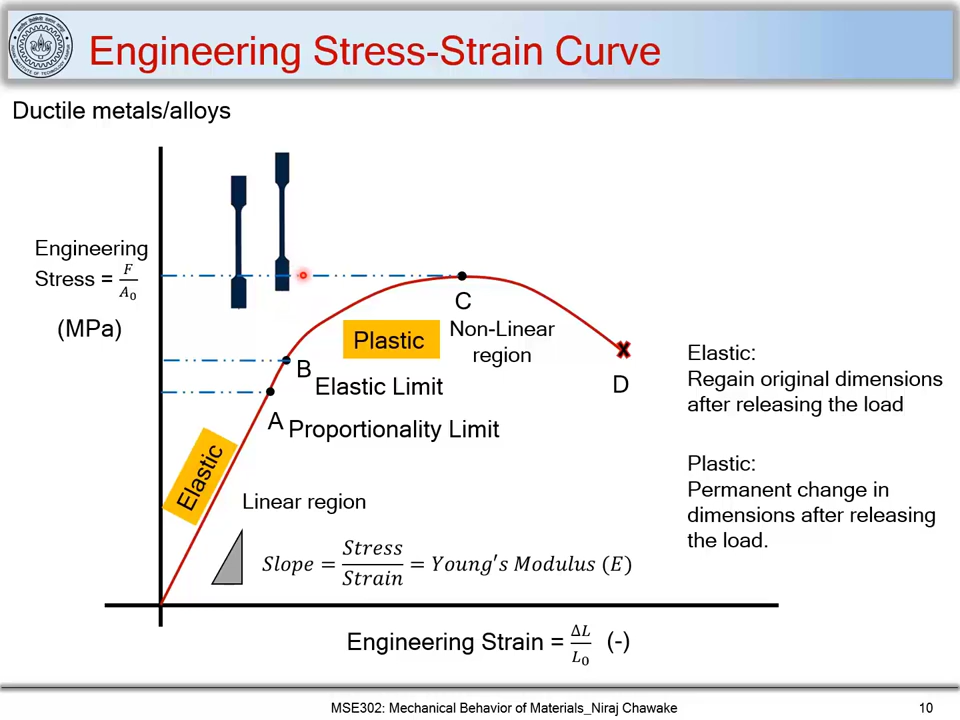 Engineering Stress-Strain Curve
Ductile metals/alloys
Engineering
Stress = F/A₀
(MPa)
C
Plastic
Non-Linear
region
B
Elastic Limit
D
A Proportionality Limit
Elastic
Linear region
Slope = Stress/Strain = Young's Modulus (E)
Elastic:
Regain original dimensions
after releasing the load
Plastic:
Permanent change in
dimensions after releasing
the load.
Engineering Strain = ΔL/L₀ (-)
MSE302: Mechanical Behavior of Materials_Niraj Chawake
10